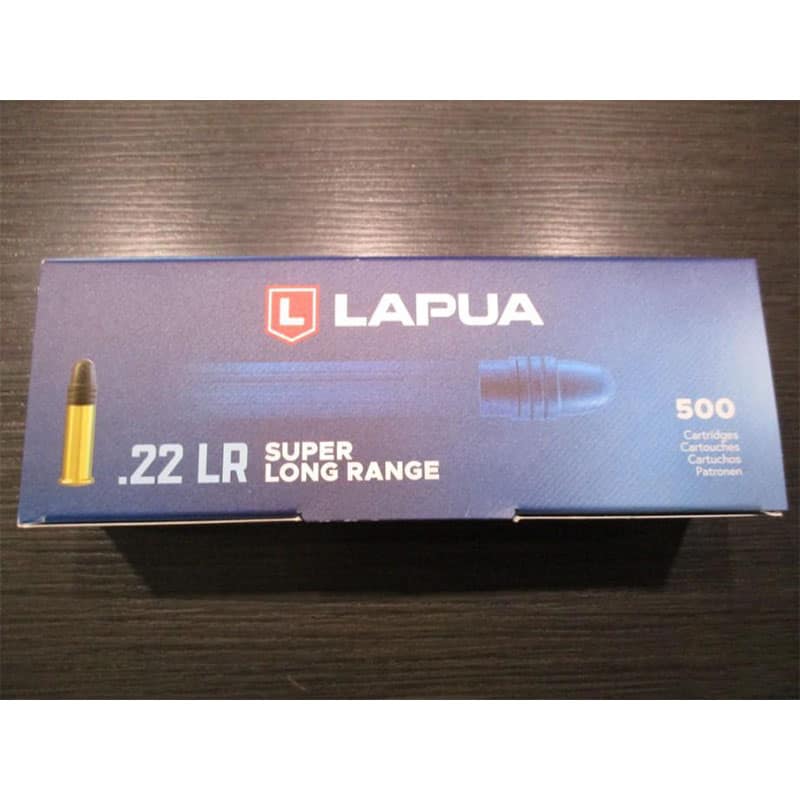 L LAPUA
.22 LR SUPER
LONG RANGE
500
Cartridges
Cartouches
Cartuchos
Patronen